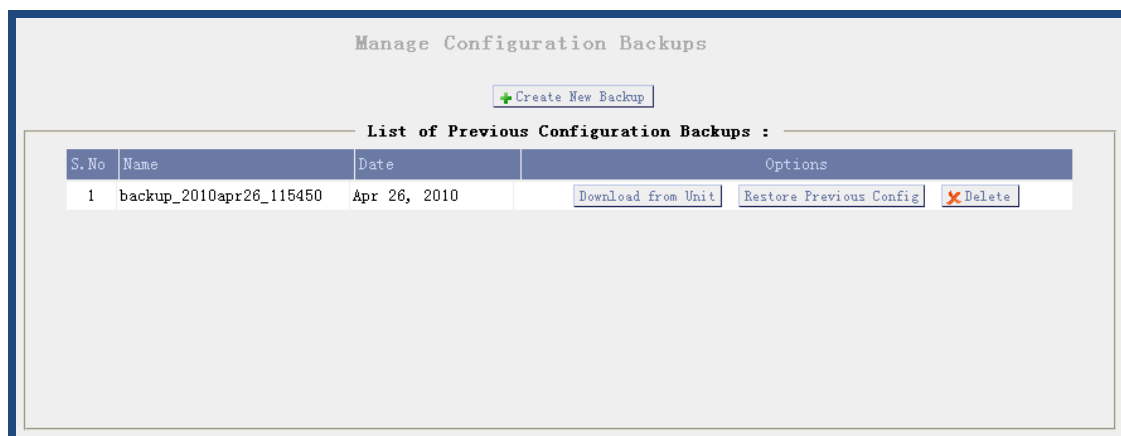 Manage Configuration Backups
Create New Backup
List of Previous Configuration Backups :
S.No Name Date Options
1 backup_2010apr26_115450 Apr 26, 2010 Download from Unit Restore Previous Config Delete